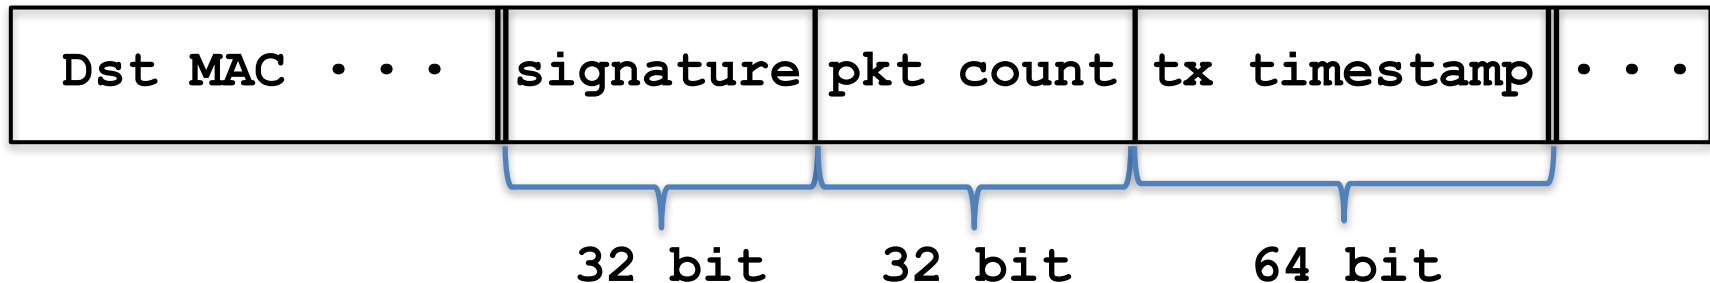 Dst MAC · · · signature pkt count tx timestamp · · ·
32 bit 32 bit 64 bit